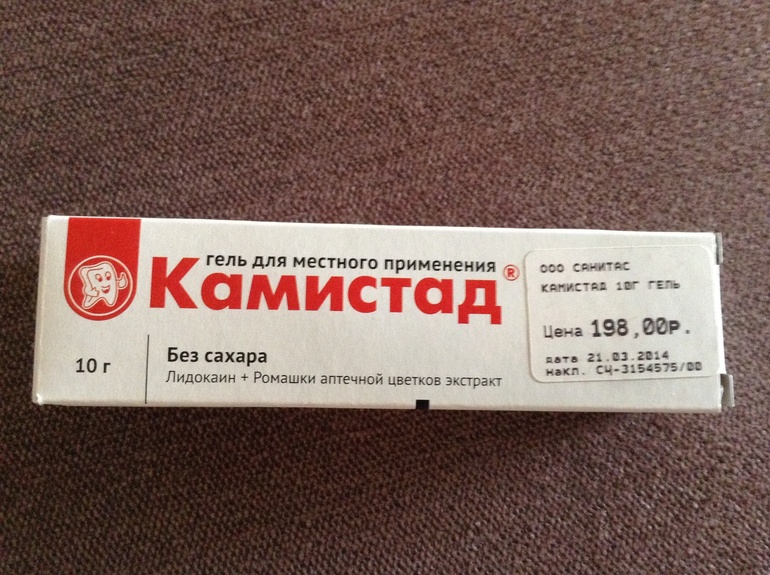 гель для местного применения
Камистад®
10 г
Без сахара
Лидокаин + Ромашки аптечной цветков экстракт
ООО САНИТАС
КАМИСТАД 10Г ГЕЛЬ
Цена 198,00р.
дата 21.03.2014
накл. СЧ-3154575/00